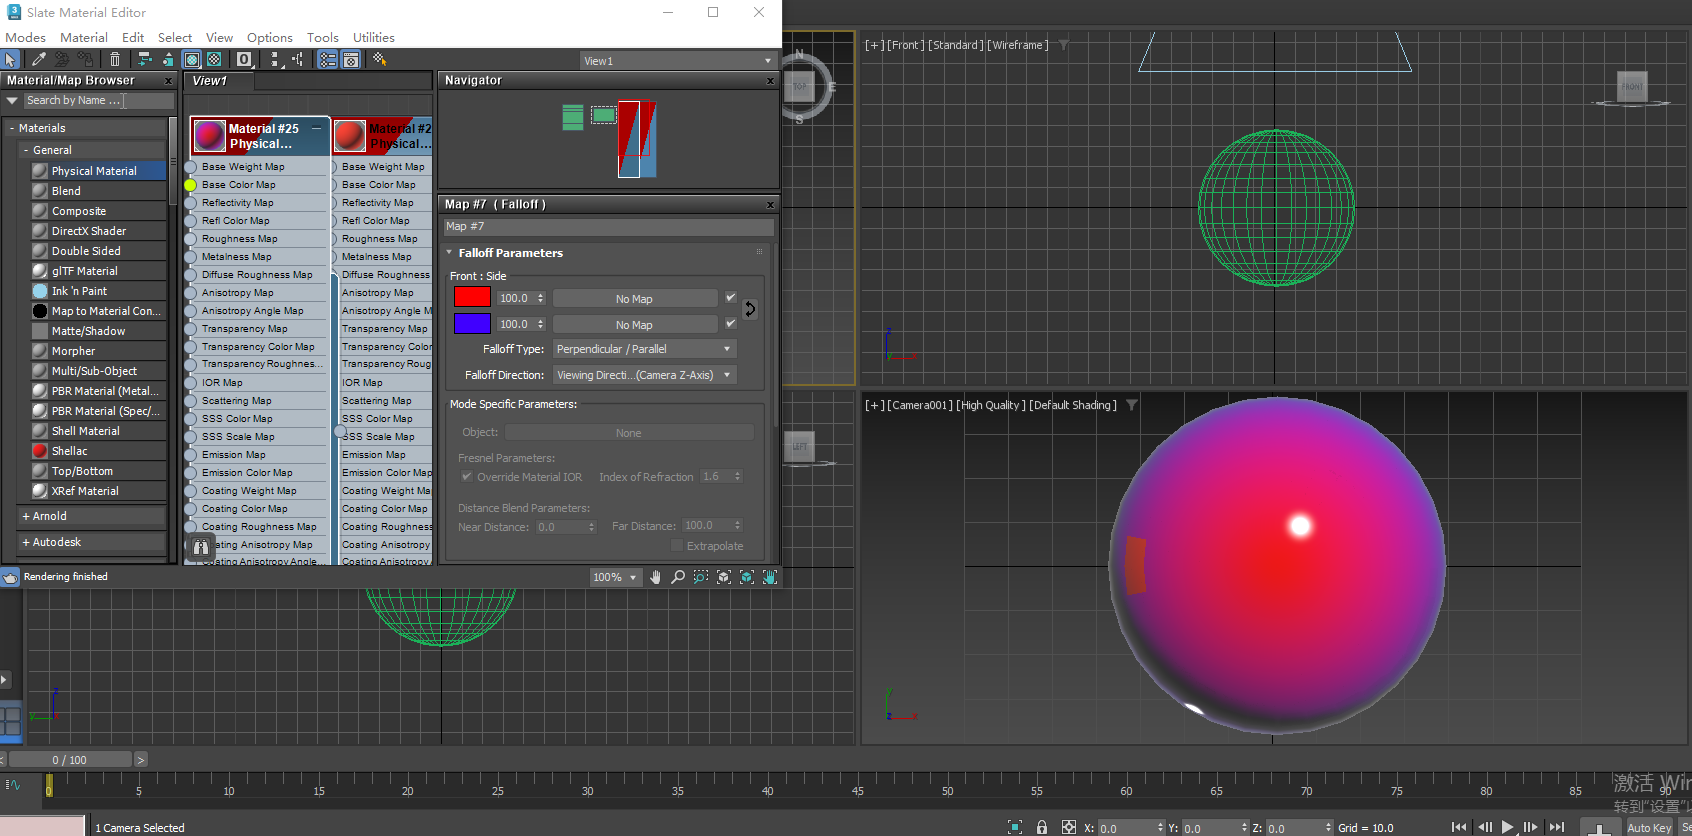 Slate Material Editor
Modes Material Edit Select View Options Tools Utilities
View1
Material/Map Browser
Search by Name ...
- Materials
- General
Physical Material
Blend
Composite
DirectX Shader
Double Sided
glTF Material
Ink 'n Paint
Map to Material Con...
Matte/Shadow
Morpher
Multi/Sub-Object
PBR Material (Metal...
PBR Material (Spec/...
Shell Material
Shellac
Top/Bottom
XRef Material
+ Arnold
+ Autodesk
Rendering finished
View1
Material #25
Physical...
Base Weight Map
Base Color Map
Reflectivity Map
Refl Color Map
Roughness Map
Metalness Map
Diffuse Roughness Map
Anisotropy Map
Anisotropy Angle Map
Transparency Map
Transparency Color Map
Transparency Roughnes...
IOR Map
Scattering Map
SSS Color Map
SSS Scale Map
Emission Map
Emission Color Map
Coating Weight Map
Coating Color Map
Coating Roughness Map
ating Anisotropy Map
Coating Anisotropy Angle...
Material #2
Physical...
Base Weight Map
Base Color Map
Reflectivity Map
Refl Color Map
Roughness Map
Metalness Map
Diffuse Roughness
Anisotropy Map
Anisotropy Angle M
Transparency Map
Transparency Color
Transparency Roug
IOR Map
Scattering Map
SSS Color Map
SSS Scale Map
Emission Map
Emission Color Map
Coating Weight Ma
Coating Color Map
Coating Roughness
Coating Anisotropy
Coating Anisotropy
Navigator
Map #7 ( Falloff )
Map #7
Falloff Parameters
Front : Side
100.0 No Map
100.0 No Map
Falloff Type: Perpendicular / Parallel
Falloff Direction: Viewing Directi...(Camera Z-Axis)
Mode Specific Parameters:
Object: None
Fresnel Parameters:
Override Material IOR Index of Refraction 1.6
Distance Blend Parameters:
Near Distance: 0.0 Far Distance: 100.0
Extrapolate
100%
N
TOP
E
S
LEFT
[+] [Front ] [Standard ] [Wireframe ]
FRONT
z
x
[+] [Camera001 ] [High Quality ] [Default Shading ]
y
z x
z
y x
< 0 / 100 >
0 5 10 15 20 25 30 35 40 45 50 55 60 65 70 75 80 85 90
激活 Win
转到"设置"以
1 Camera Selected
X: 0.0 Y: 0.0 Z: 0.0 Grid = 10.0
Auto Key
Se